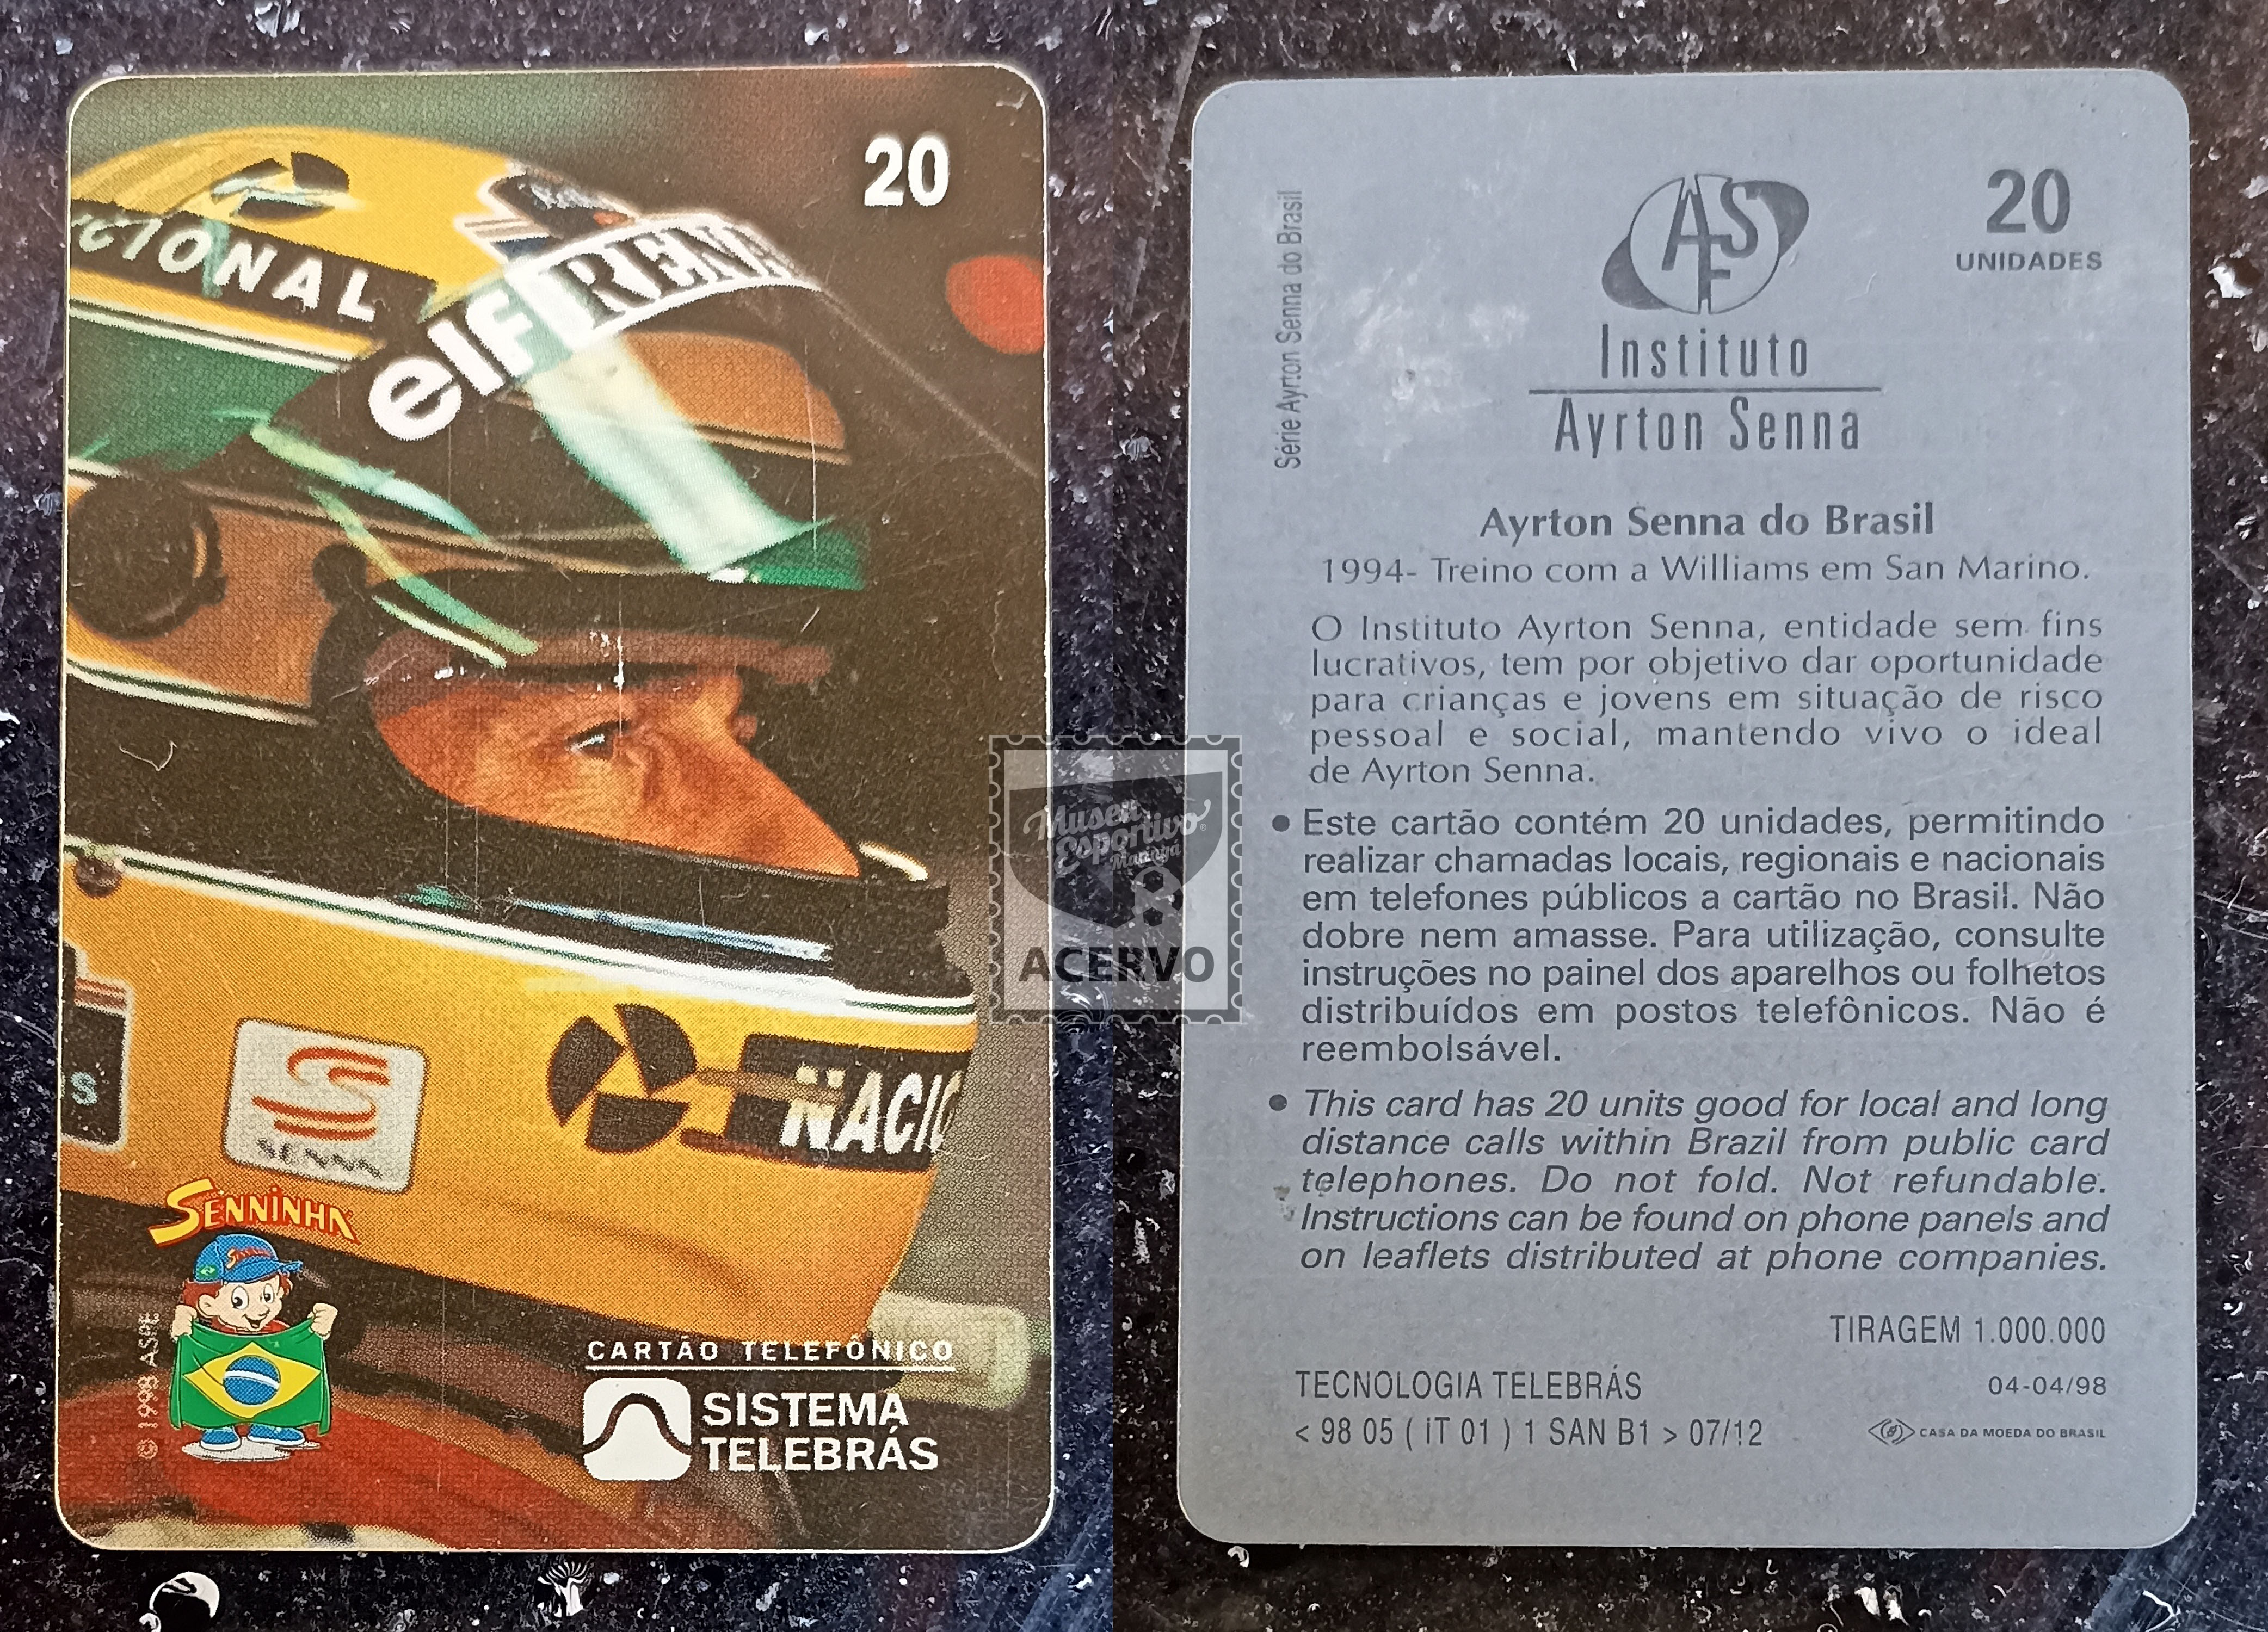 20
CIONAL
elf RENA
S
SENNA
NACIO
SENNINHA
© 1998 ASPE
CARTÃO TELEFÔNICO
SISTEMA
TELEBRÁS
Série Ayrton Senna do Brasil
ASF
20
UNIDADES
Instituto
Ayrton Senna
Ayrton Senna do Brasil
1994- Treino com a Williams em San Marino.
O Instituto Ayrton Senna, entidade sem fins
lucrativos, tem por objetivo dar oportunidade
para crianças e jovens em situação de risco
pessoal e social, mantendo vivo o ideal
de Ayrton Senna.
● Este cartão contém 20 unidades, permitindo
realizar chamadas locais, regionais e nacionais
em telefones públicos a cartão no Brasil. Não
dobre nem amasse. Para utilização, consulte
instruções no painel dos aparelhos ou folhetos
distribuídos em postos telefônicos. Não é
reembolsável.
● This card has 20 units good for local and long
distance calls within Brazil from public card
telephones. Do not fold. Not refundable.
Instructions can be found on phone panels and
on leaflets distributed at phone companies.
TIRAGEM 1.000.000
TECNOLOGIA TELEBRÁS
04-04/98
< 98 05 ( IT 01 ) 1 SAN B1 > 07/12
CASA DA MOEDA DO BRASIL
Museu
Esportivo
Maringá
ACERVO